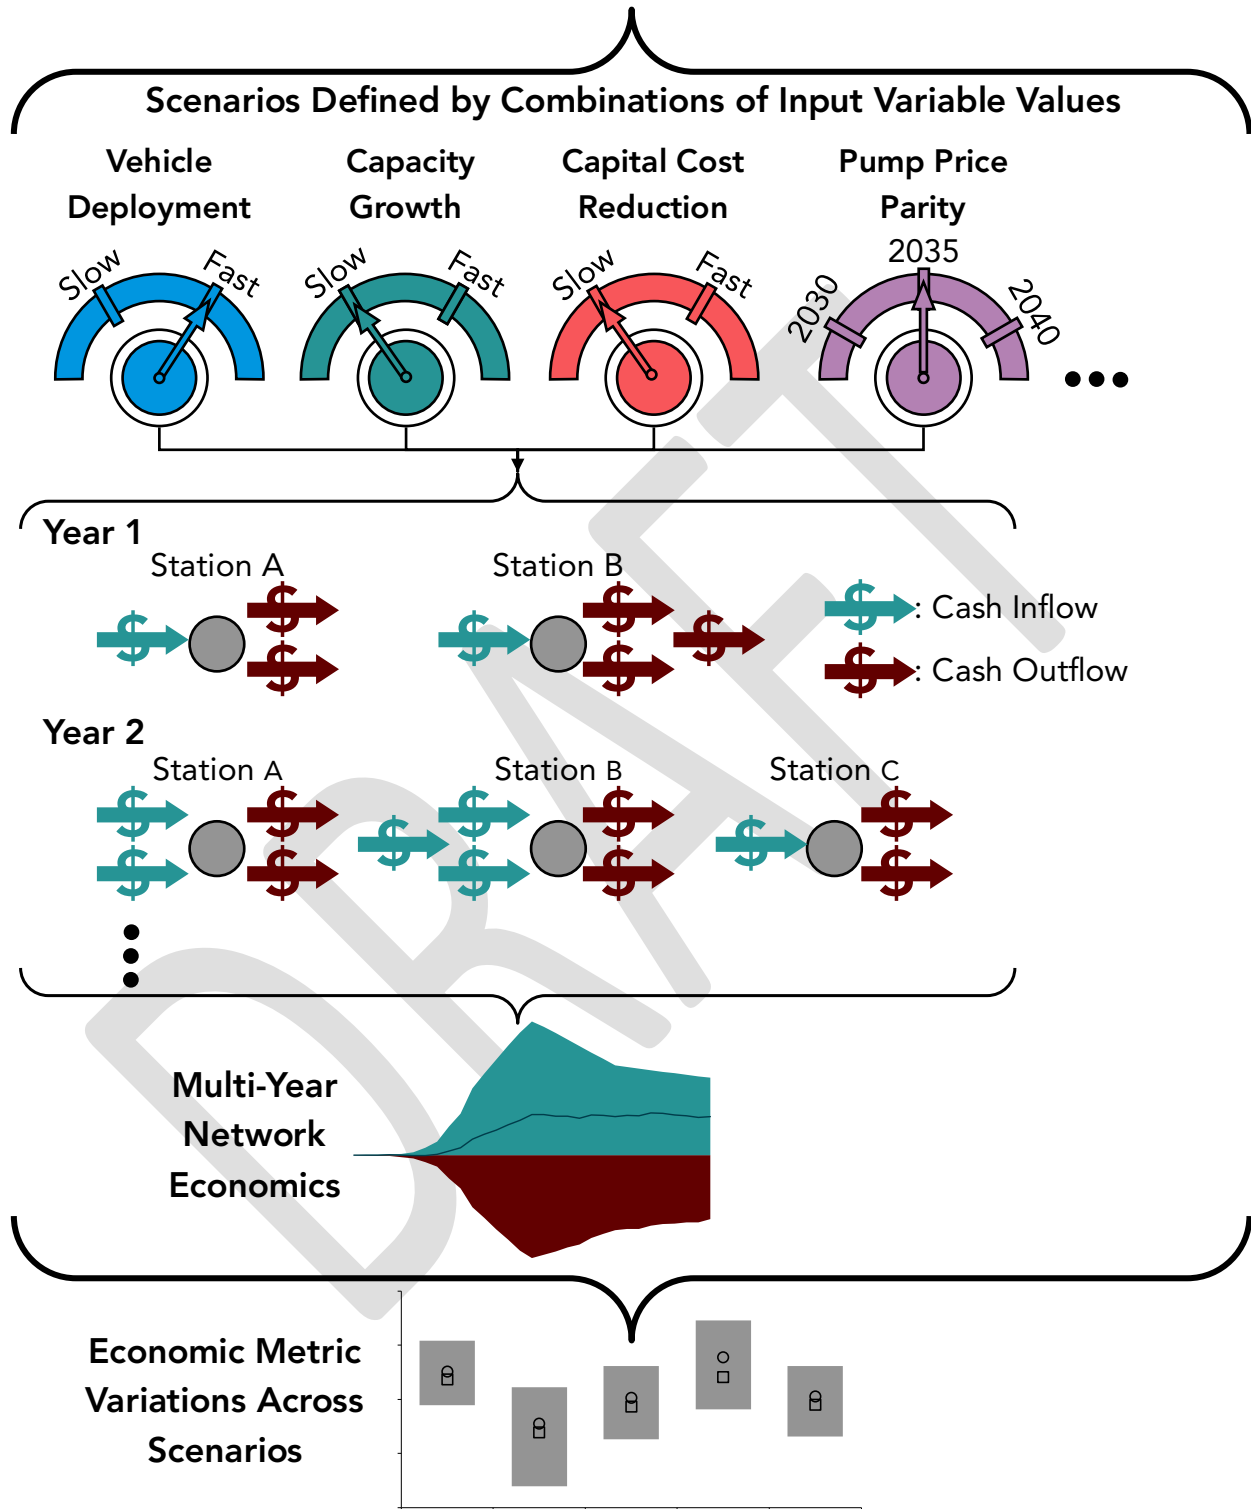 Scenarios Defined by Combinations of Input Variable Values
Vehicle
Deployment
Capacity
Growth
Capital Cost
Reduction
Pump Price
Parity
Slow
Fast
Slow
Fast
Slow
Fast
2030
2035
2040
Year 1
Station A
Station B
$
$
$
$
$
$
$
$ : Cash Inflow
$ : Cash Outflow
Year 2
Station A
Station B
Station C
$
$
$
$
$
$
$
$
$
$
$
$
DRAFT
Multi-Year
Network
Economics
Economic Metric
Variations Across
Scenarios